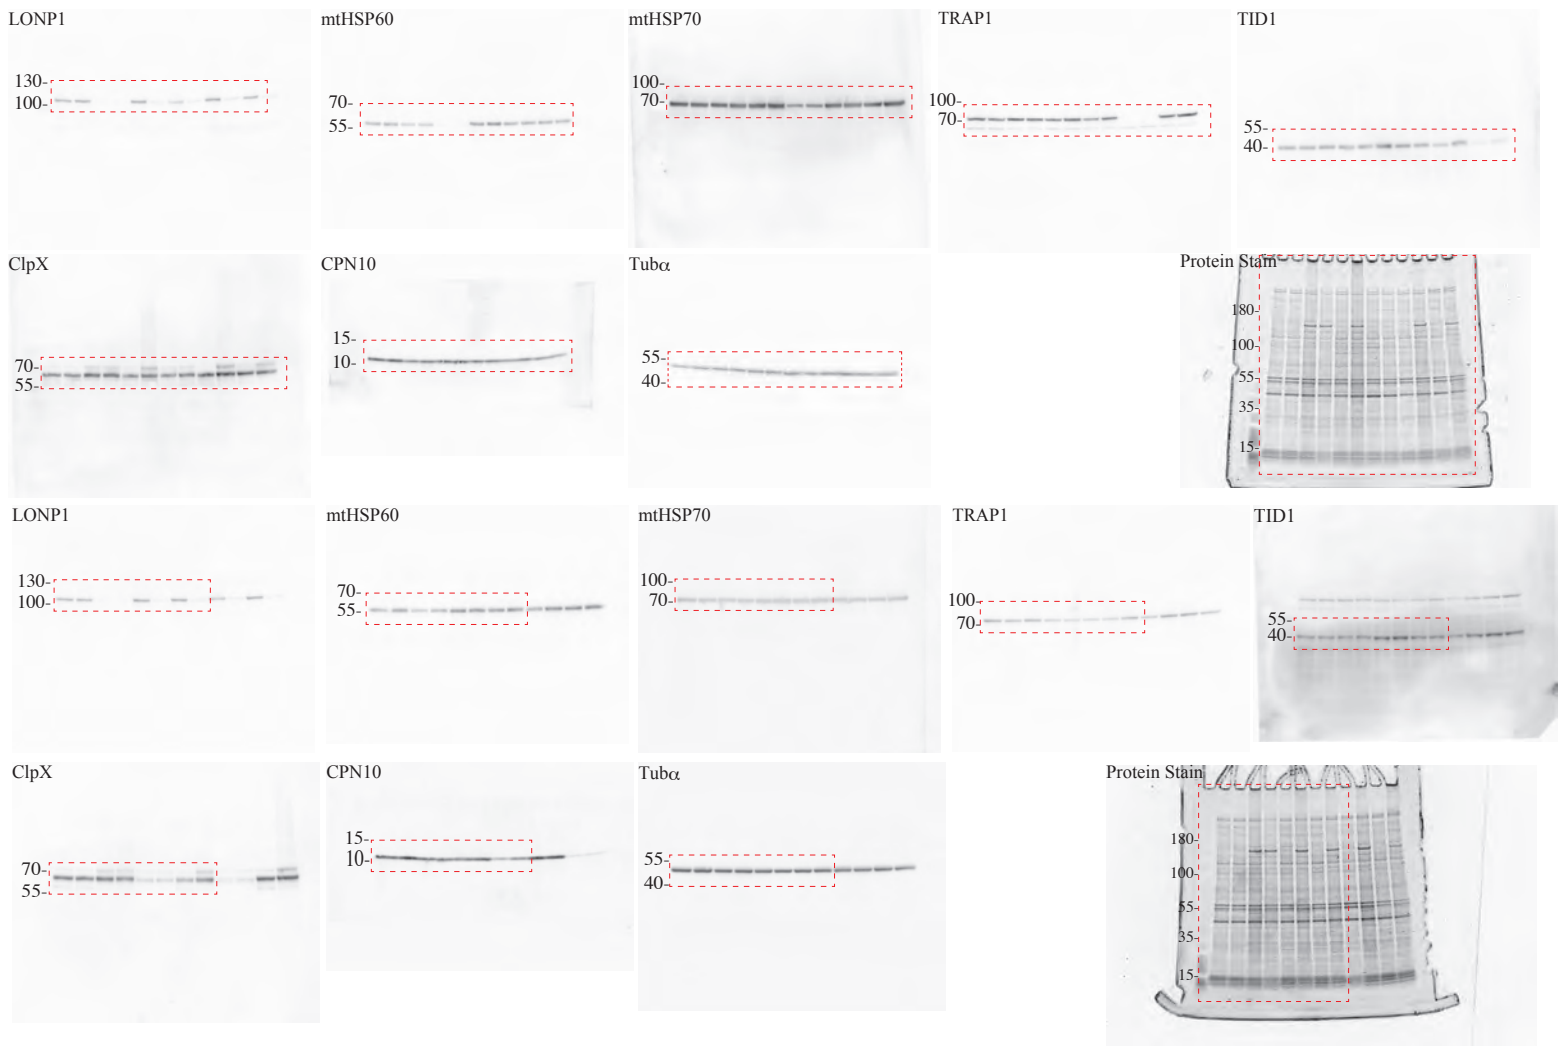 LONP1
130-
100-
mtHSP60
70-
55-
mtHSP70
100-
70-
TRAP1
100-
70-
TID1
55-
40-
ClpX
70-
55-
CPN10
15-
10-
Tubα
55-
40-
Protein Stain
180-
100-
55-
35-
15-
LONP1
130-
100-
mtHSP60
70-
55-
mtHSP70
100-
70-
TRAP1
100-
70-
TID1
55-
40-
ClpX
70-
55-
CPN10
15-
10-
Tubα
55-
40-
Protein Stain
180-
100-
55-
35-
15-